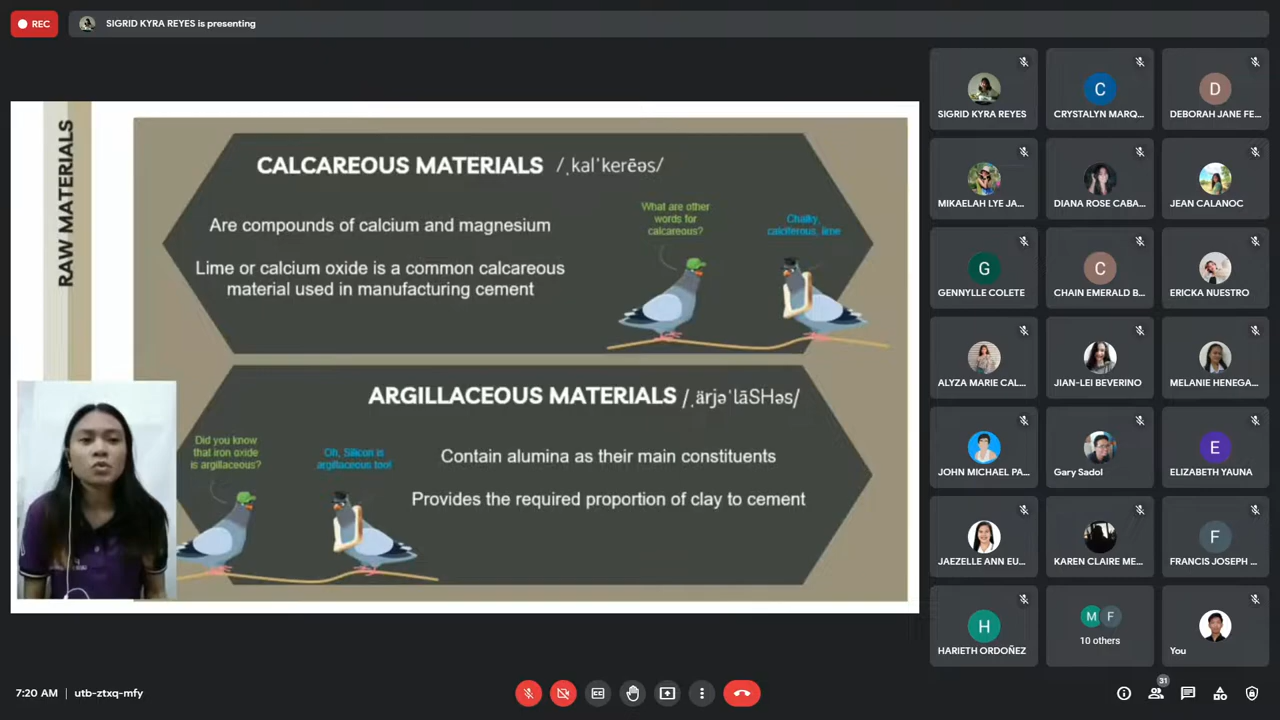 REC
SIGRID KYRA REYES is presenting
RAW MATERIALS
CALCAREOUS MATERIALS /ˌkalˈkerēəs/
Are compounds of calcium and magnesium
Lime or calcium oxide is a common calcareous
material used in manufacturing cement
What are other
words for
calcareous?
Chalky,
calciferous, lime
ARGILLACEOUS MATERIALS /ˌärjəˈlāSHəs/
Did you know
that iron oxide
is argillaceous?
Oh, Silicon is
argillaceous too!
Contain alumina as their main constituents
Provides the required proportion of clay to cement
SIGRID KYRA REYES
CRYSTALYN MARQ...
DEBORAH JANE FE...
MIKAELAH LYE JA...
DIANA ROSE CABA...
JEAN CALANOC
G
GENNYLLE COLETE
C
CHAIN EMERALD B...
ERICKA NUESTRO
ALYZA MARIE CAL...
JIAN-LEI BEVERINO
MELANIE HENEGA...
JOHN MICHAEL PA...
Gary Sadol
E
ELIZABETH YAUNA
JAEZELLE ANN EU...
KAREN CLAIRE ME...
F
FRANCIS JOSEPH ...
H
HARIETH ORDOÑEZ
M F
10 others
You
C
D
7:20 AM | utb-ztxq-mfy
31